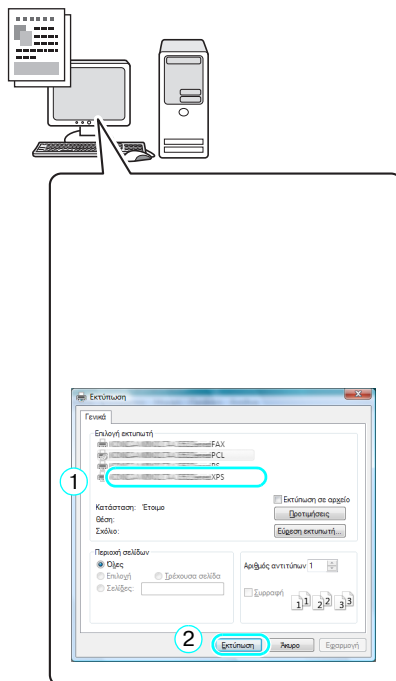 Εκτύπωση
Γενικά
Επιλογή εκτυπωτή
FAX
PCL
PS
1
XPS
Κατάσταση: Έτοιμο
Θέση:
Σχόλιο:
Εκτύπωση σε αρχείο
Προτιμήσεις
Εύρεση εκτυπωτή...
Περιοχή σελίδων
Όλες
Επιλογή Τρέχουσα σελίδα
Σελίδες:
Αριθμός αντιτύπων 1
Συρραφή
1 1 2 2 3 3
2
Εκτύπωση Άκυρο Εφαρμογή